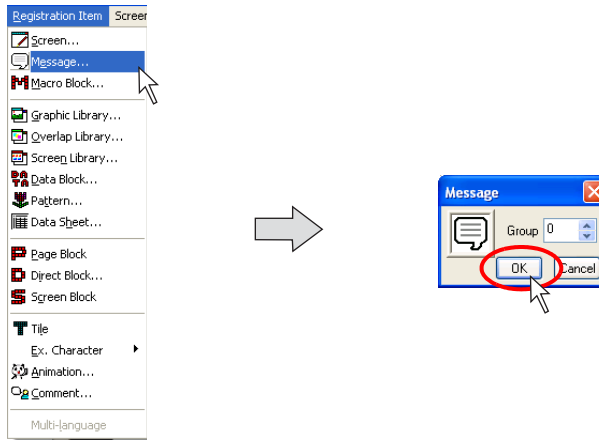 Registration Item Screen
Screen...
Message...
Macro Block...
Graphic Library...
Overlap Library...
Screen Library...
Data Block...
Pattern...
Data Sheet...
Page Block
Direct Block...
Screen Block
Tile
Ex. Character
Animation...
Comment...
Multi-language
Message
Group 0
OK Cancel